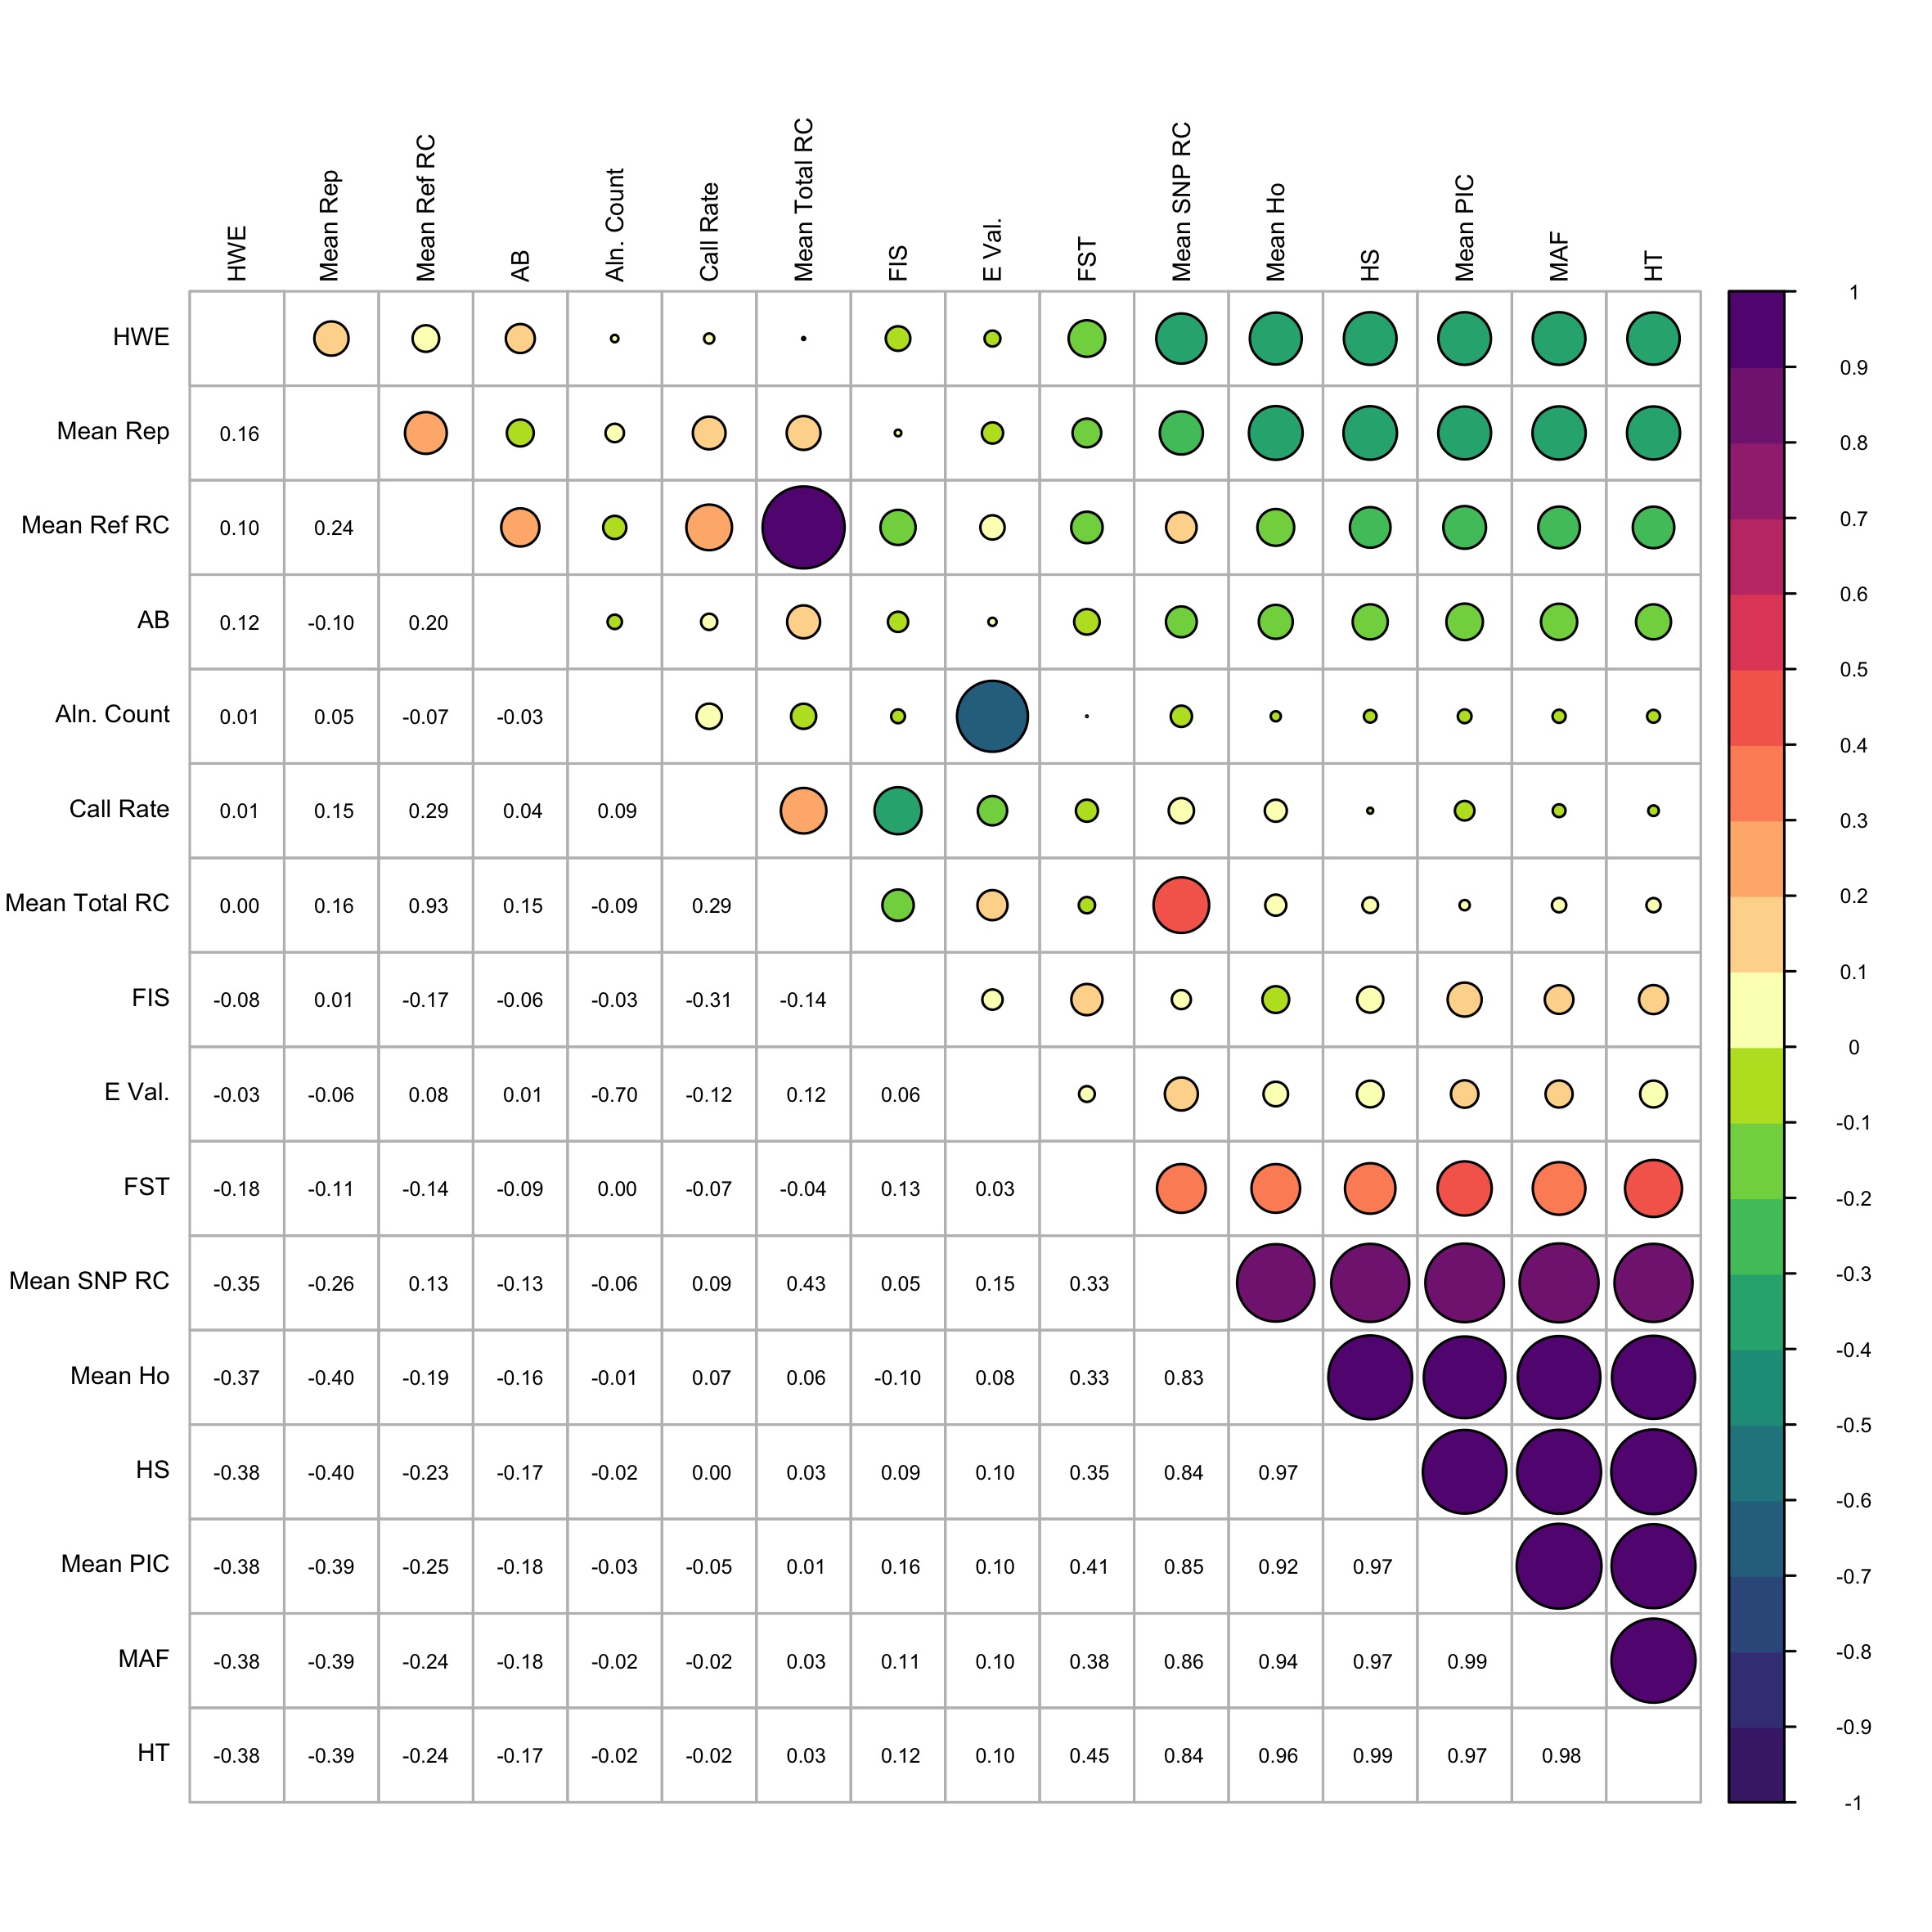 HWE Mean Rep Mean Ref RC AB Aln. Count Call Rate Mean Total RC FIS E Val. FST Mean SNP RC Mean Ho HS Mean PIC MAF HT
HWE
Mean Rep 0.16
Mean Ref RC 0.10 0.24
AB 0.12 -0.10 0.20
Aln. Count 0.01 0.05 -0.07 -0.03
Call Rate 0.01 0.15 0.29 0.04 0.09
Mean Total RC 0.00 0.16 0.93 0.15 -0.09 0.29
FIS -0.08 0.01 -0.17 -0.06 -0.03 -0.31 -0.14
E Val. -0.03 -0.06 0.08 0.01 -0.70 -0.12 0.12 0.06
FST -0.18 -0.11 -0.14 -0.09 0.00 -0.07 -0.04 0.13 0.03
Mean SNP RC -0.35 -0.26 0.13 -0.13 -0.06 0.09 0.43 0.05 0.15 0.33
Mean Ho -0.37 -0.40 -0.19 -0.16 -0.01 0.07 0.06 -0.10 0.08 0.33 0.83
HS -0.38 -0.40 -0.23 -0.17 -0.02 0.00 0.03 0.09 0.10 0.35 0.84 0.97
Mean PIC -0.38 -0.39 -0.25 -0.18 -0.03 -0.05 0.01 0.16 0.10 0.41 0.85 0.92 0.97
MAF -0.38 -0.39 -0.24 -0.18 -0.02 -0.02 0.03 0.11 0.10 0.38 0.86 0.94 0.97 0.99
HT -0.38 -0.39 -0.24 -0.17 -0.02 -0.02 0.03 0.12 0.10 0.45 0.84 0.96 0.99 0.97 0.98
1
0.9
0.8
0.7
0.6
0.5
0.4
0.3
0.2
0.1
0
-0.1
-0.2
-0.3
-0.4
-0.5
-0.6
-0.7
-0.8
-0.9
-1